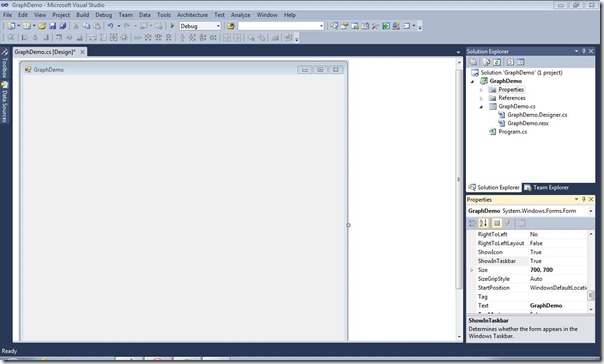 GraphDemo - Microsoft Visual Studio
File Edit View Project Build Debug Team Data Tools Architecture Test Analyze Window Help
Debug
GraphDemo.cs [Design]*
Toolbox
Data Sources
GraphDemo
Solution Explorer
Solution 'GraphDemo' (1 project)
GraphDemo
Properties
References
GraphDemo.cs
GraphDemo.Designer.cs
GraphDemo.resx
Program.cs
Solution Explorer Team Explorer
Properties
GraphDemo System.Windows.Forms.Form
RightToLeft No
RightToLeftLayout False
ShowIcon True
ShowInTaskbar True
Size 700, 700
SizeGripStyle Auto
StartPosition WindowsDefaultLocatio
Tag
Text GraphDemo
ShowInTaskbar
Determines whether the form appears in
the Windows Taskbar.
Ready